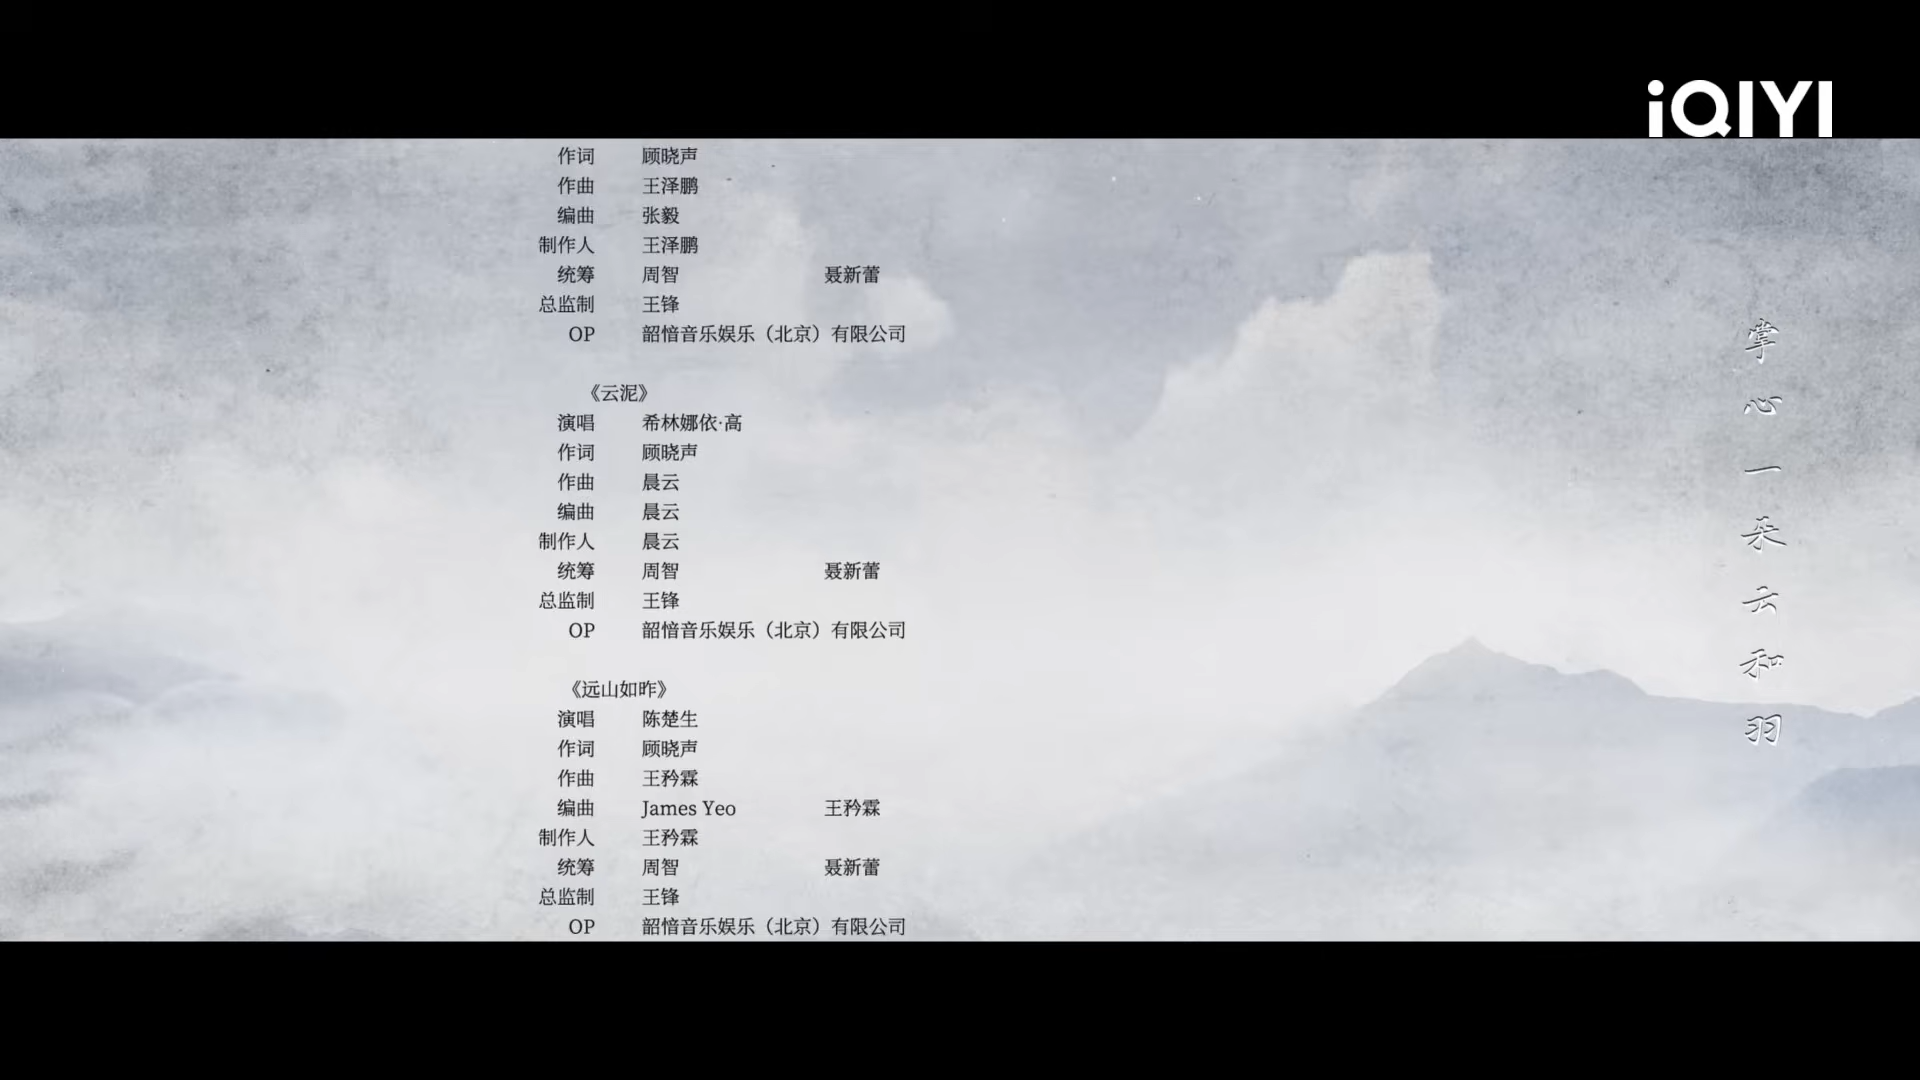 iQIYI
作词 顾晓声
作曲 王泽鹏
编曲 张毅
制作人 王泽鹏
统筹 周智 聂新蕾
总监制 王锋
OP 韶愔音乐娱乐（北京）有限公司
《云泥》
演唱 希林娜依·高
作词 顾晓声
作曲 晨云
编曲 晨云
制作人 晨云
统筹 周智 聂新蕾
总监制 王锋
OP 韶愔音乐娱乐（北京）有限公司
《远山如昨》
演唱 陈楚生
作词 顾晓声
作曲 王矜霖
编曲 James Yeo 王矜霖
制作人 王矜霖
统筹 周智 聂新蕾
总监制 王锋
OP 韶愔音乐娱乐（北京）有限公司
掌心一朵云和羽